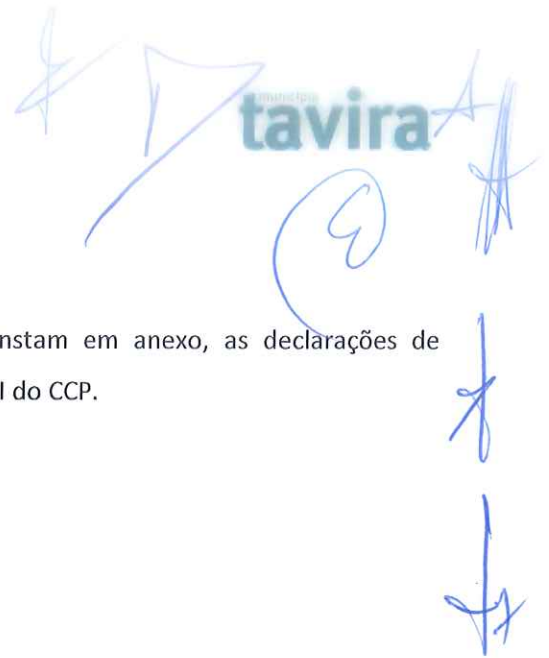 município
tavira
nstam em anexo, as declarações de
I do CCP.